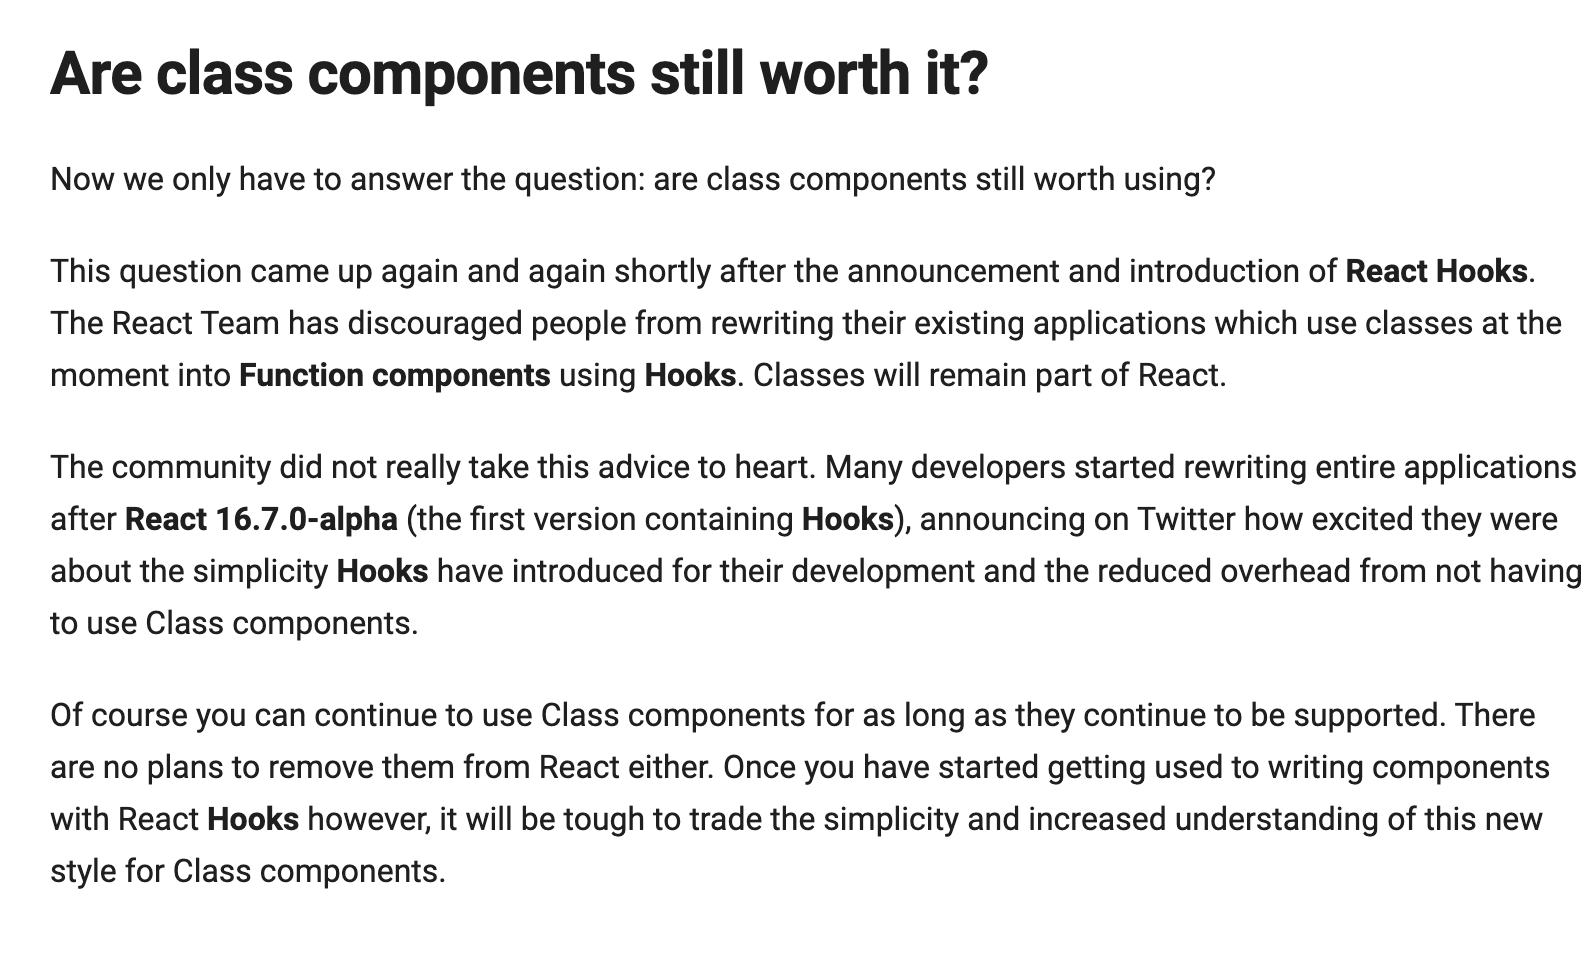 Are class components still worth it?
Now we only have to answer the question: are class components still worth using?
This question came up again and again shortly after the announcement and introduction of React Hooks.
The React Team has discouraged people from rewriting their existing applications which use classes at the
moment into Function components using Hooks. Classes will remain part of React.
The community did not really take this advice to heart. Many developers started rewriting entire applications
after React 16.7.0-alpha (the first version containing Hooks), announcing on Twitter how excited they were
about the simplicity Hooks have introduced for their development and the reduced overhead from not having
to use Class components.
Of course you can continue to use Class components for as long as they continue to be supported. There
are no plans to remove them from React either. Once you have started getting used to writing components
with React Hooks however, it will be tough to trade the simplicity and increased understanding of this new
style for Class components.